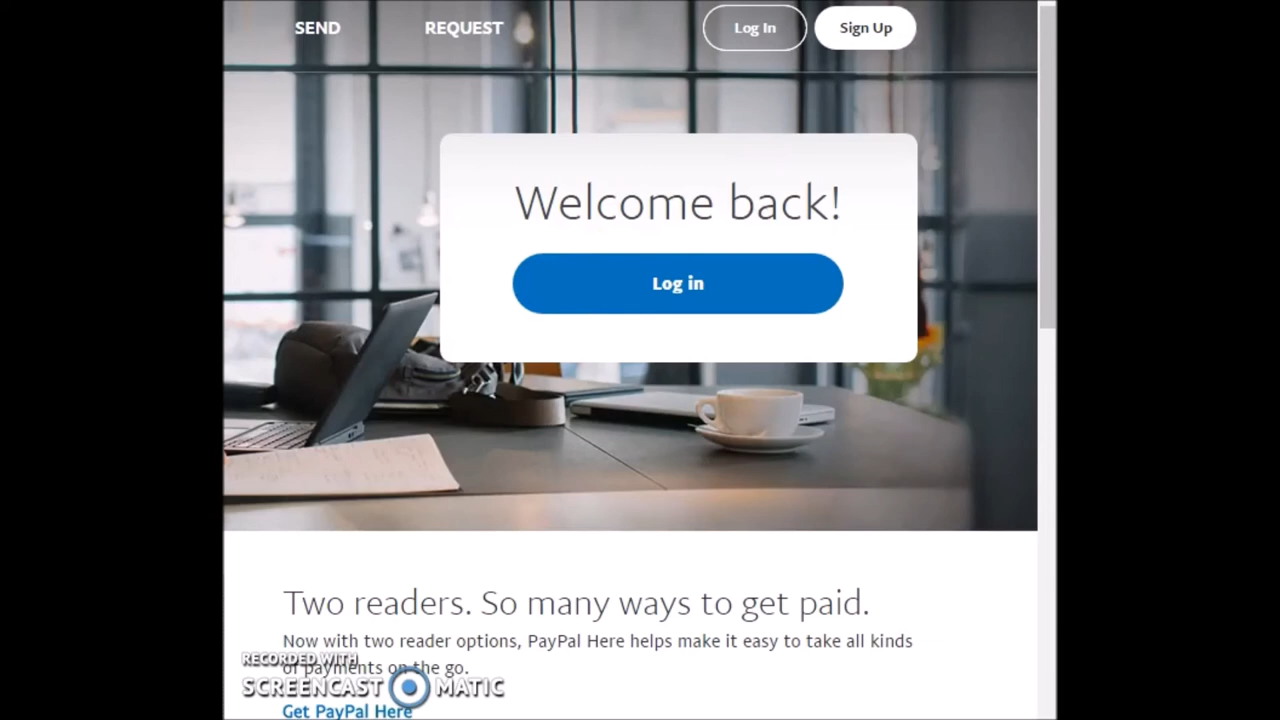 SEND REQUEST Log In Sign Up
Welcome back!
Log in
Two readers. So many ways to get paid.
Now with two reader options, PayPal Here helps make it easy to take all kinds
of payments on the go.
RECORDED WITH
SCREENCAST MATIC
Get PayPal Here